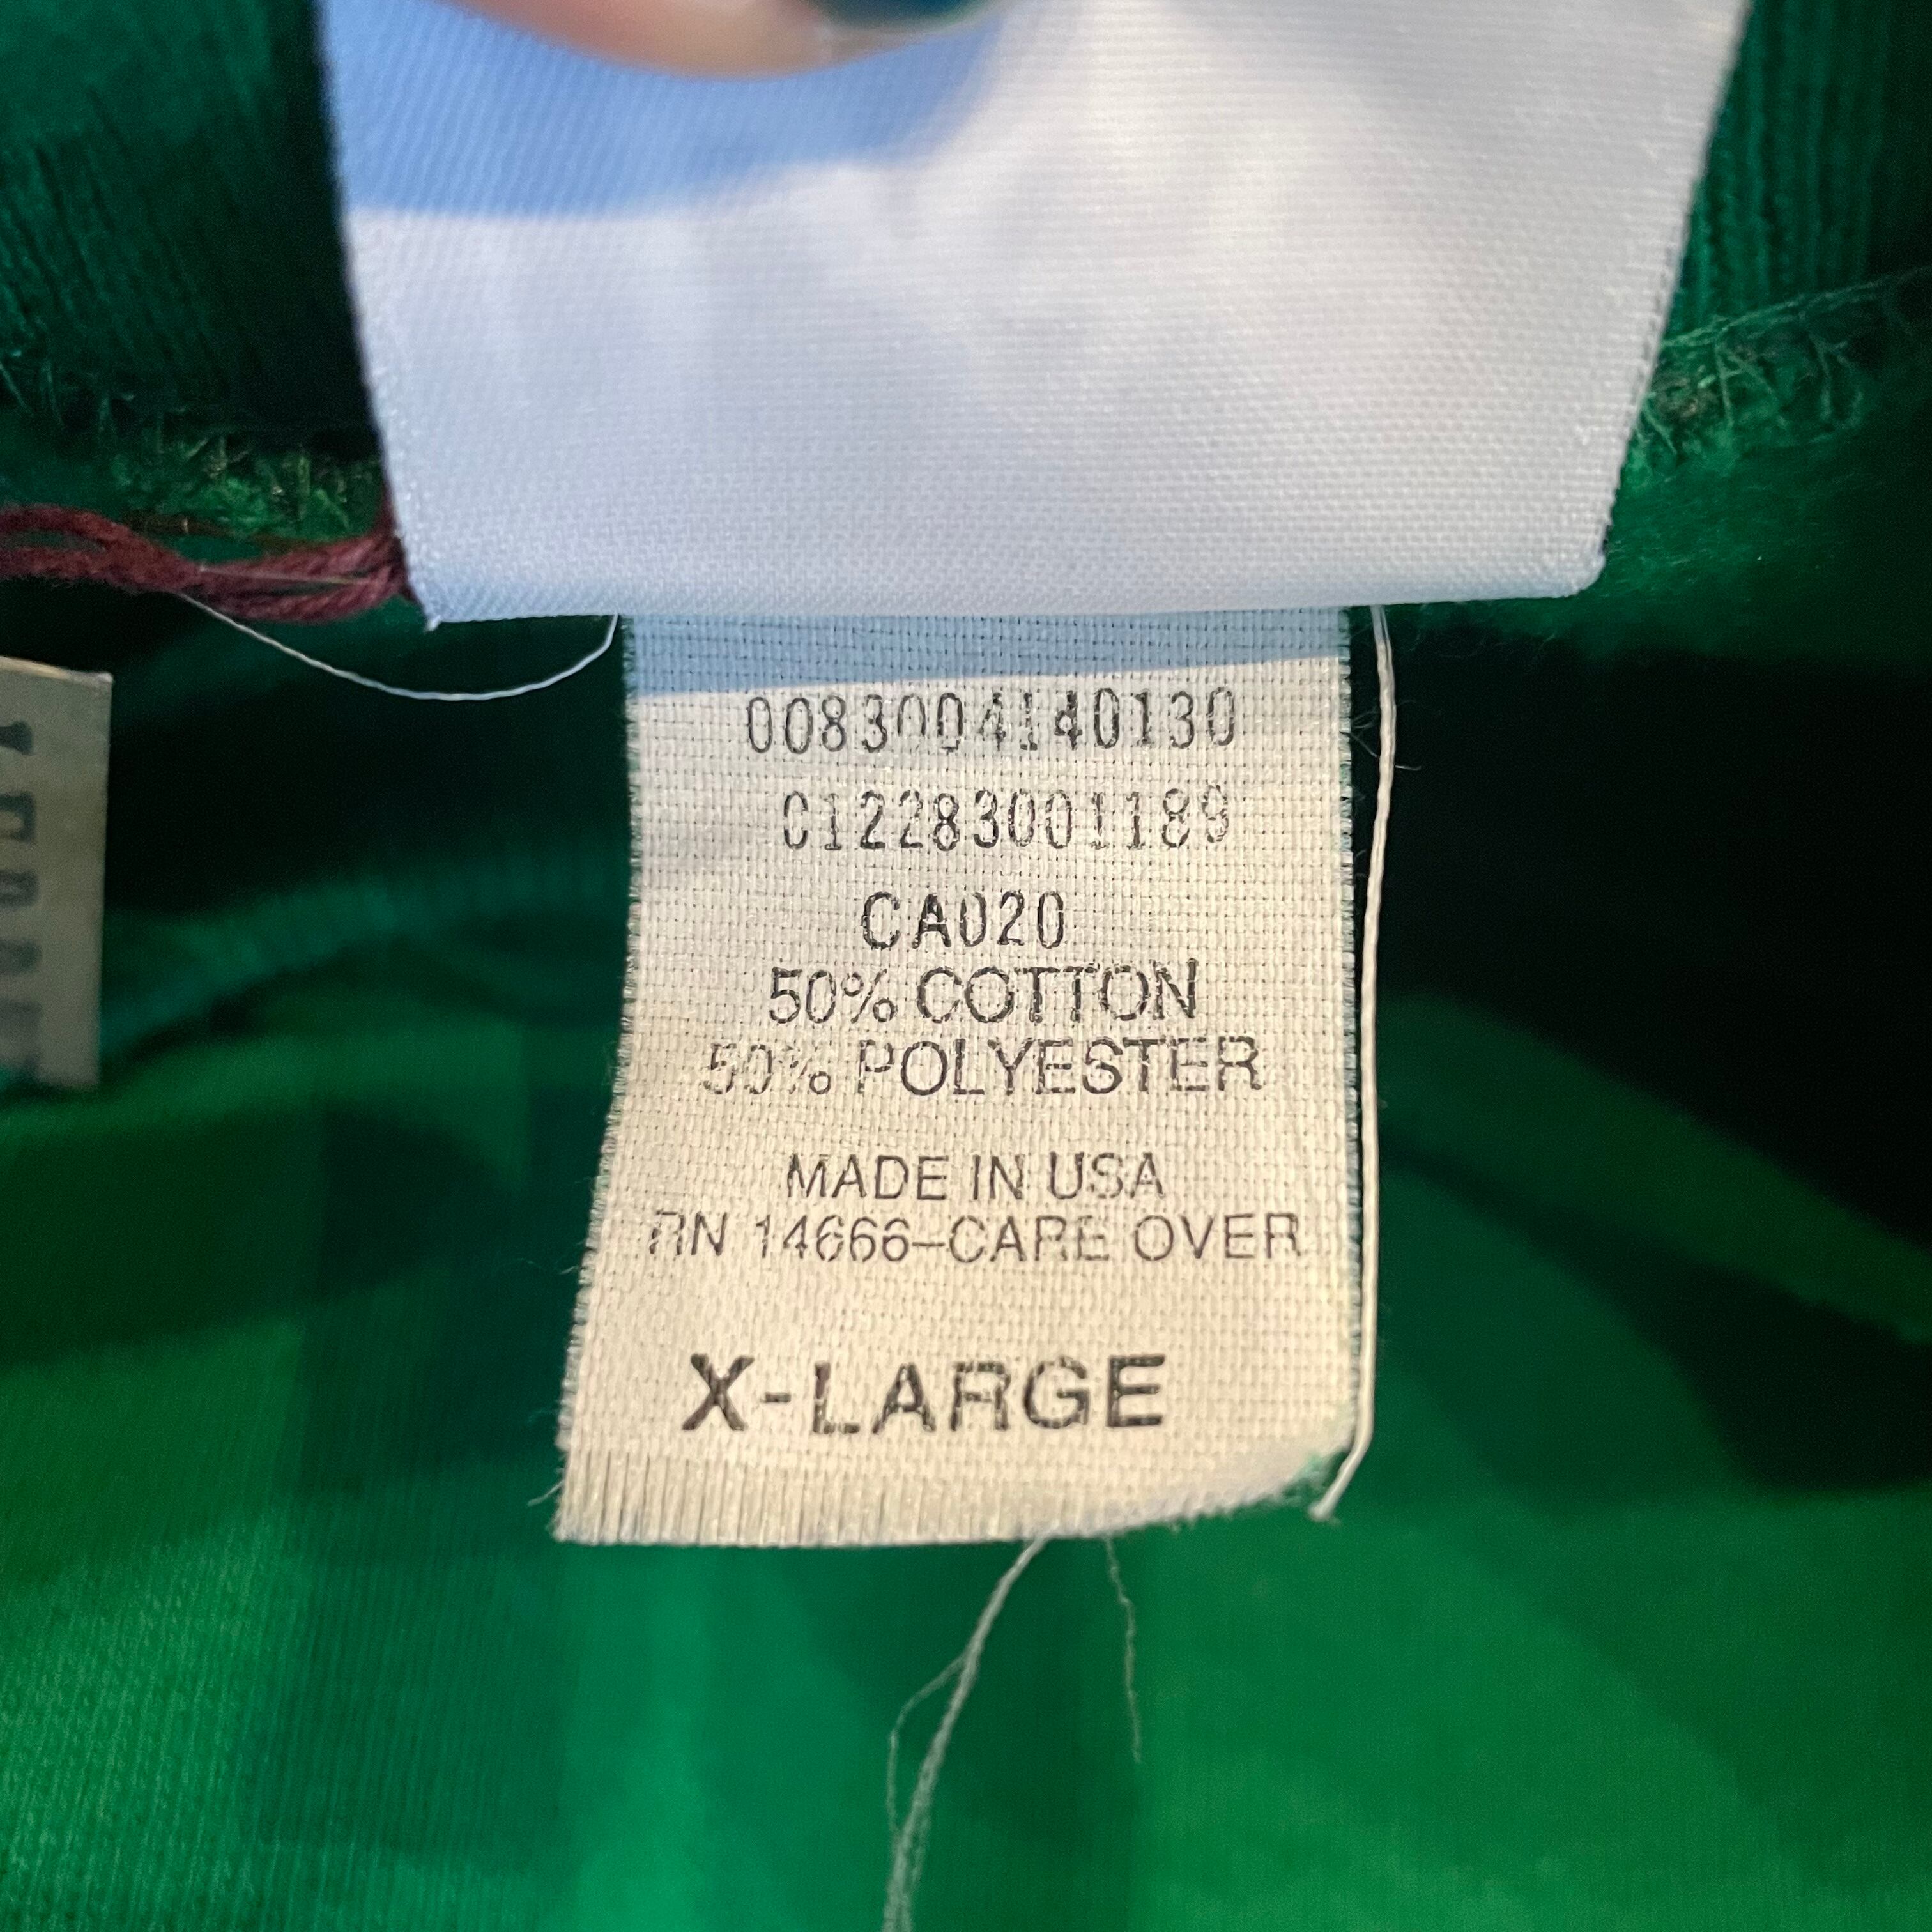 0083004140130
C12283001189
CA020
50% COTTON
50% POLYESTER
MADE IN USA
RN 14666-CARE OVER
X-LARGE